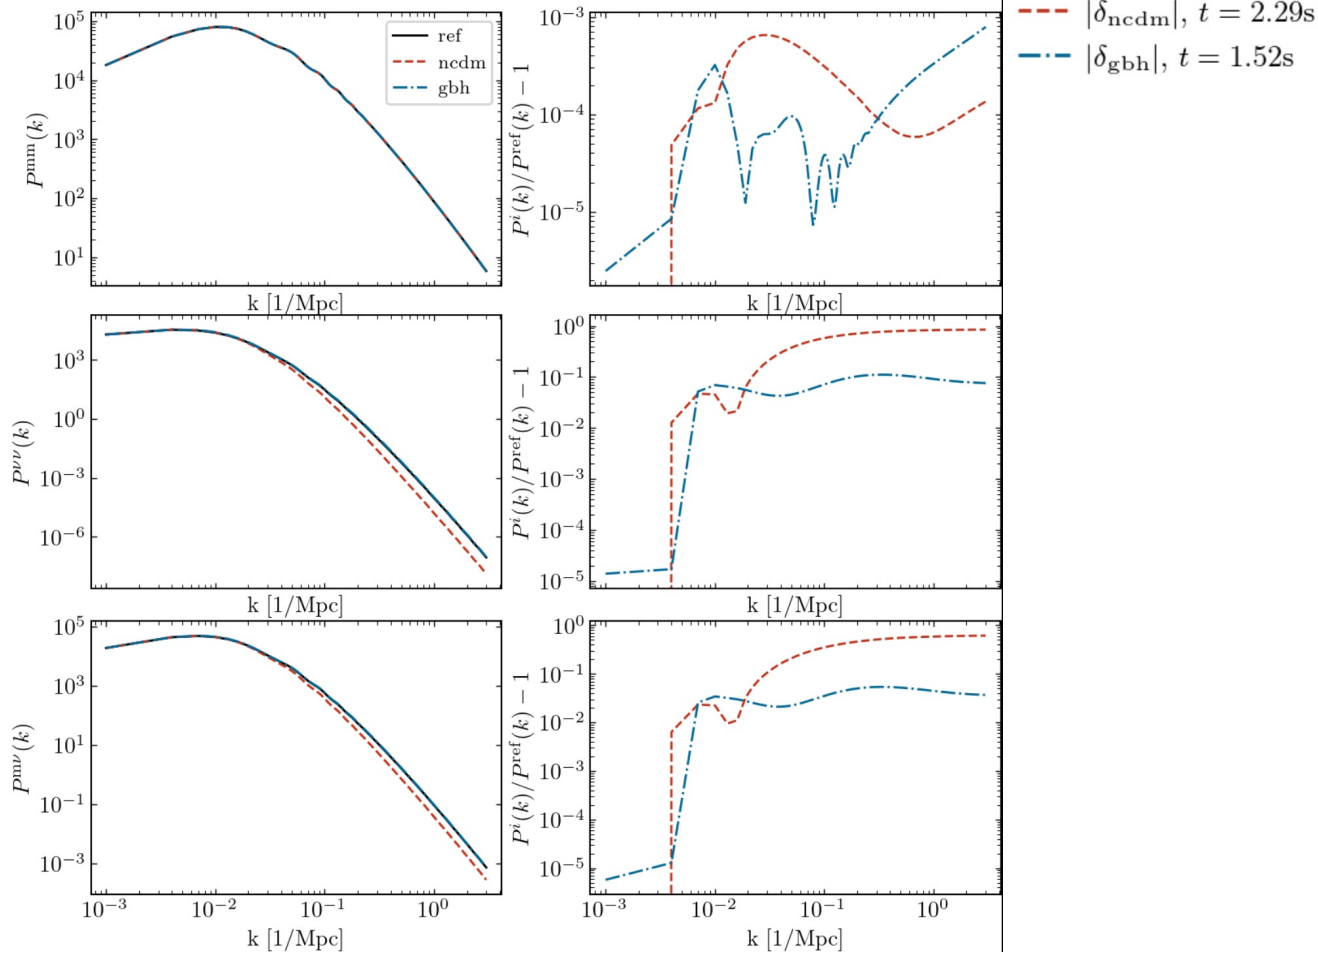 10^5
10^4
10^3
10^2
10^1
P^mm(k)
k [1/Mpc]
ref
ncdm
gbh
10^-3
10^-4
10^-5
P^i(k)/P^ref(k) − 1
k [1/Mpc]
|δ_ncdm|, t = 2.29s
|δ_gbh|, t = 1.52s
10^3
10^0
10^-3
10^-6
P^νν(k)
k [1/Mpc]
10^0
10^-1
10^-2
10^-3
10^-4
10^-5
P^i(k)/P^ref(k) − 1
k [1/Mpc]
10^5
10^3
10^1
10^-1
10^-3
P^mν(k)
10^-3 10^-2 10^-1 10^0
k [1/Mpc]
10^0
10^-1
10^-2
10^-3
10^-4
10^-5
P^i(k)/P^ref(k) − 1
10^-3 10^-2 10^-1 10^0
k [1/Mpc]